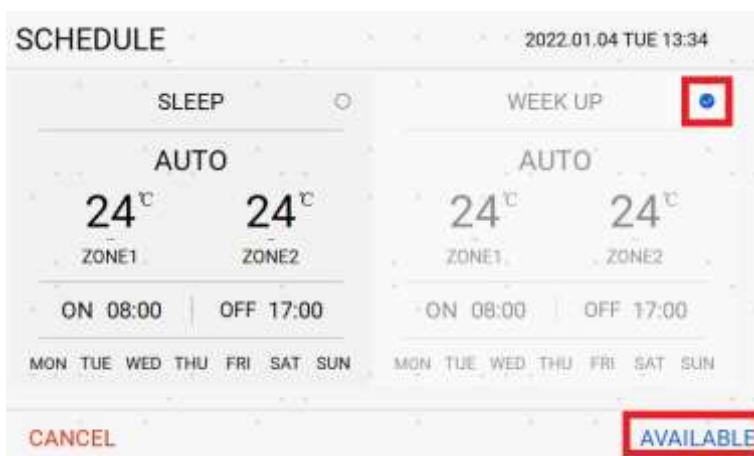 SCHEDULE
2022.01.04 TUE 13:34
SLEEP
AUTO
24℃ 24℃
ZONE1 ZONE2
ON 08:00 OFF 17:00
MON TUE WED THU FRI SAT SUN
WEEK UP
AUTO
24℃ 24℃
ZONE1 ZONE2
ON 08:00 OFF 17:00
MON TUE WED THU FRI SAT SUN
CANCEL
AVAILABLE